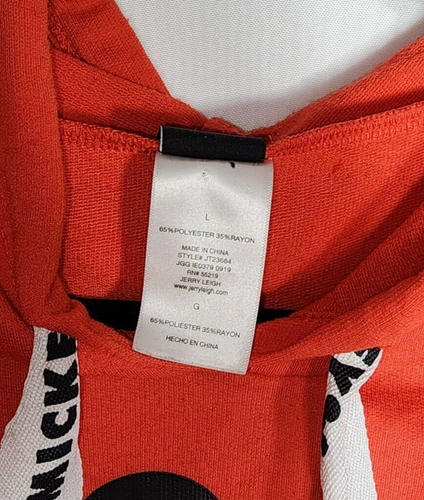 L
65%POLYESTER 35%RAYON
MADE IN CHINA
STYLE# JT23664
JGG IE0379 0919
RN# 55219
JERRY LEIGH
www.jerryleigh.com
G
65%POLIESTER 35%RAYON
HECHO EN CHINA
MICKE